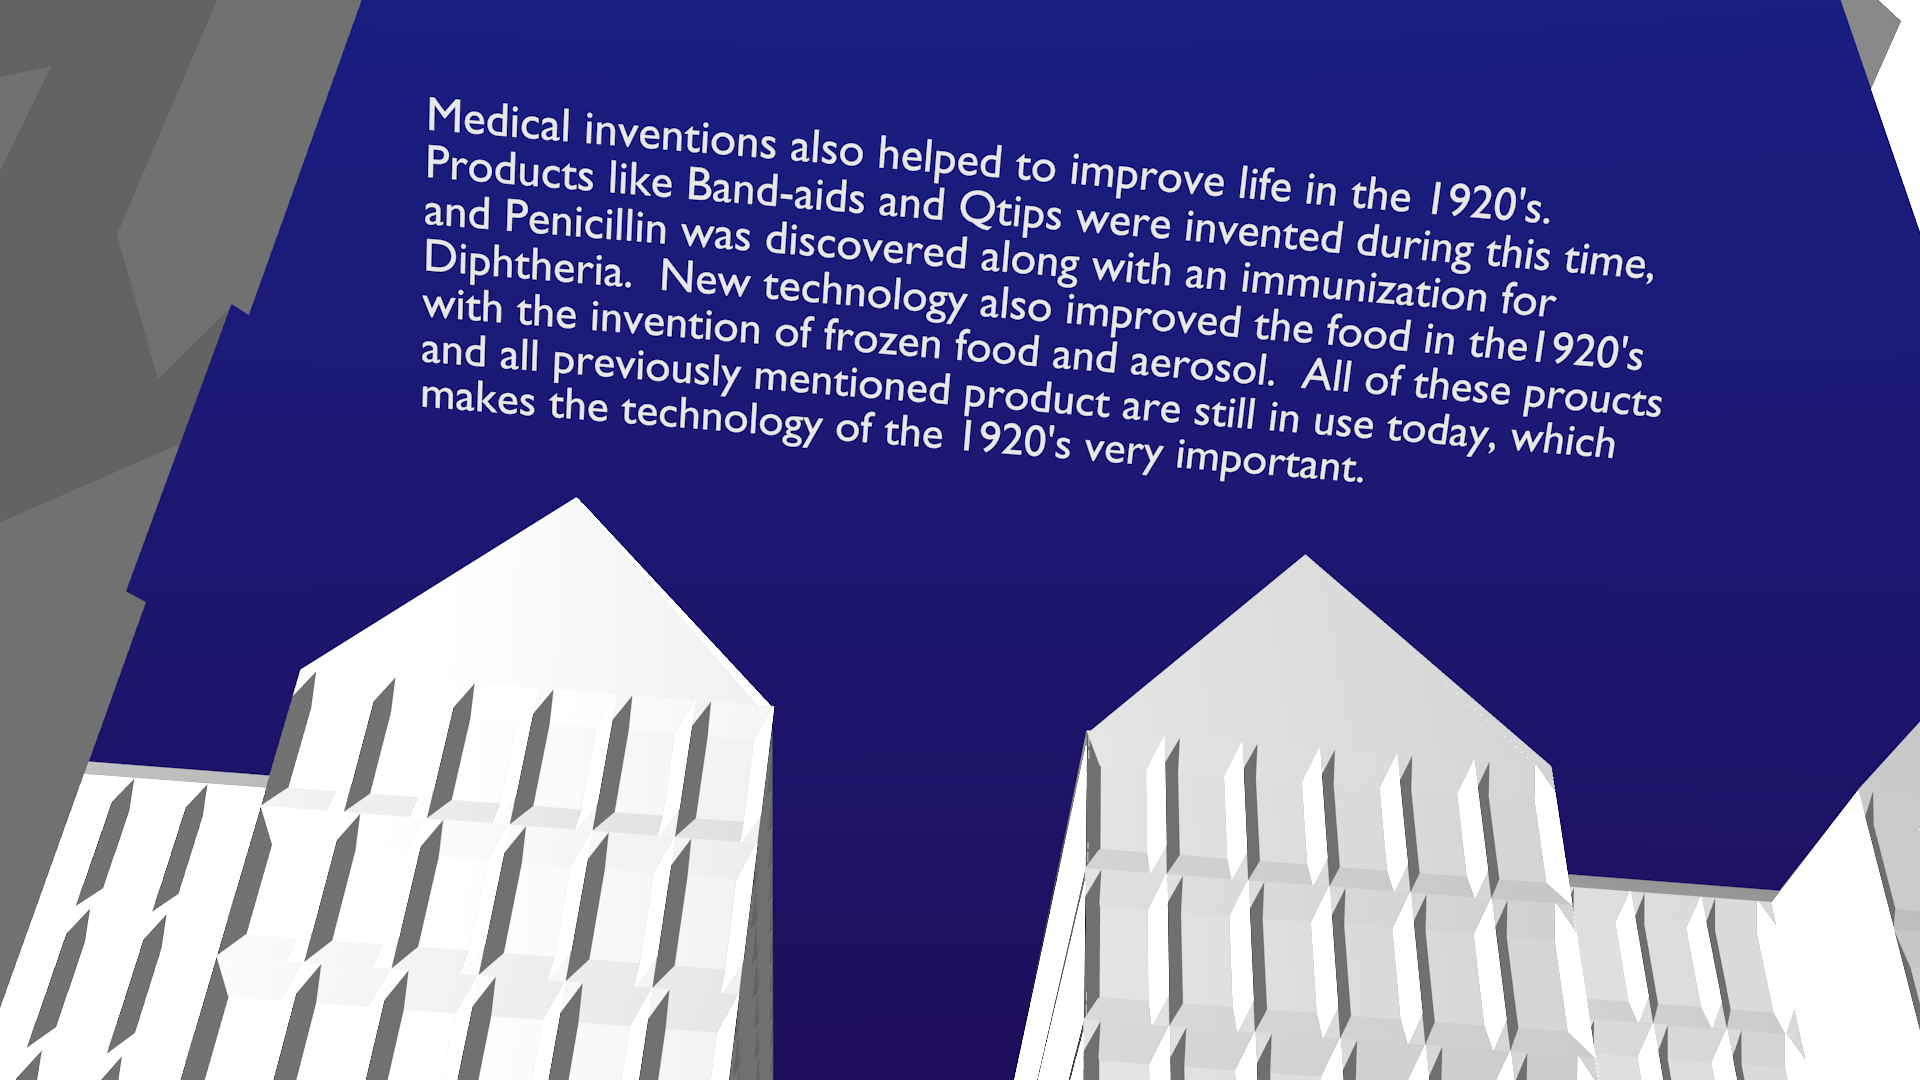 Medical inventions also helped to improve life in the 1920's.
Products like Band-aids and Qtips were invented during this time,
and Penicillin was discovered along with an immunization for
Diphtheria.  New technology also improved the food in the1920's
with the invention of frozen food and aerosol.  All of these proucts
and all previously mentioned product are still in use today, which
makes the technology of the 1920's very important.